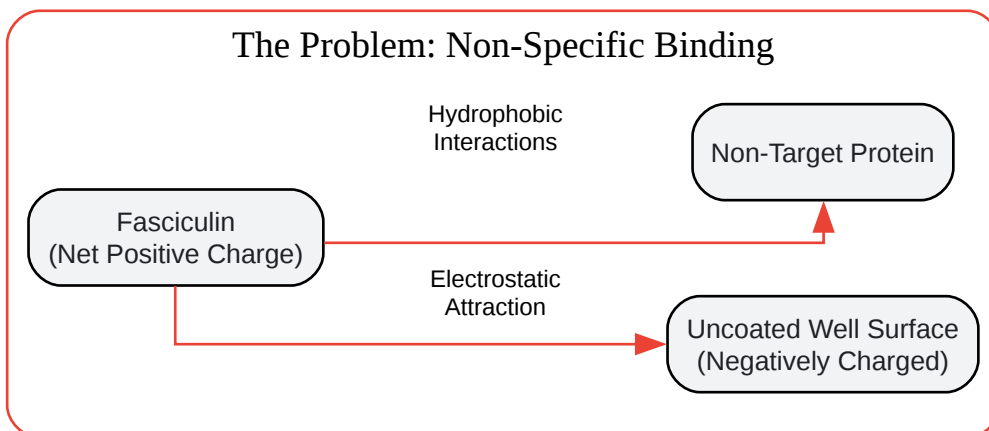 The Problem: Non-Specific Binding
Hydrophobic
Interactions
Non-Target Protein
Fasciculin
(Net Positive Charge)
Electrostatic
Attraction
Uncoated Well Surface
(Negatively Charged)